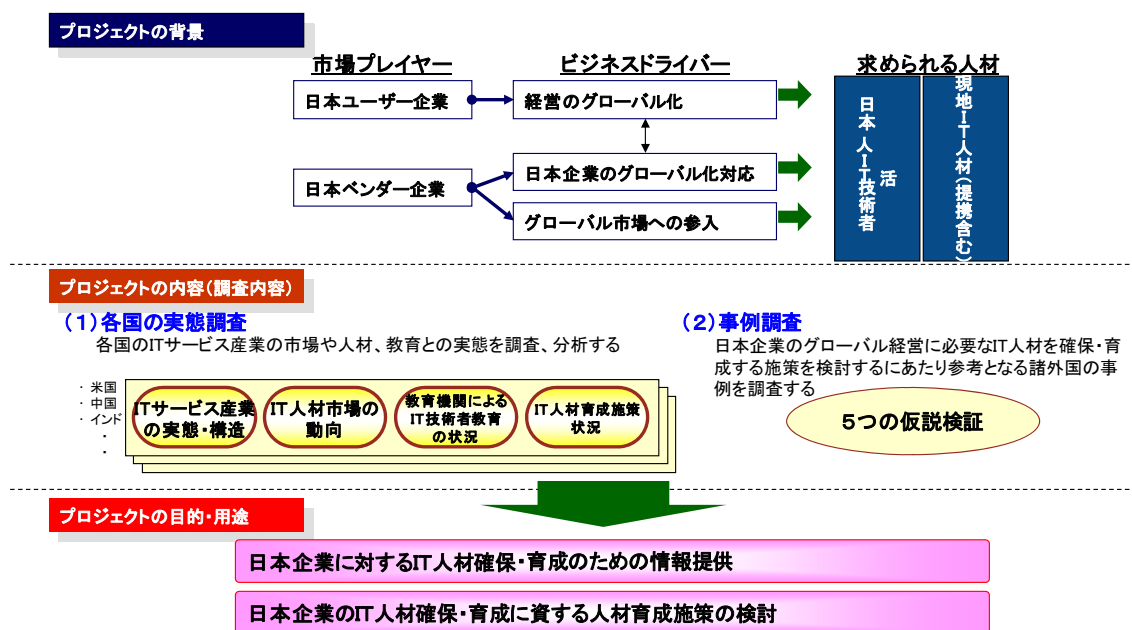 プロジェクトの背景
市場プレイヤー
ビジネスドライバー
求められる人材
日本ユーザー企業
経営のグローバル化
日本ベンダー企業
日本企業のグローバル化対応
グローバル市場への参入
日本人IT技術者
活
現地IT人材(提携含む)
プロジェクトの内容(調査内容)
(1)各国の実態調査
各国のITサービス産業の市場や人材、教育との実態を調査、分析する
・ 米国
・ 中国
・ インド
・
・
ITサービス産業
の実態・構造
IT人材市場の
動向
教育機関による
IT技術者教育
の状況
IT人材育成施策
状況
(2)事例調査
日本企業のグローバル経営に必要なIT人材を確保・育
成する施策を検討するにあたり参考となる諸外国の事
例を調査する
5つの仮説検証
プロジェクトの目的・用途
日本企業に対するIT人材確保・育成のための情報提供
日本企業のIT人材確保・育成に資する人材育成施策の検討